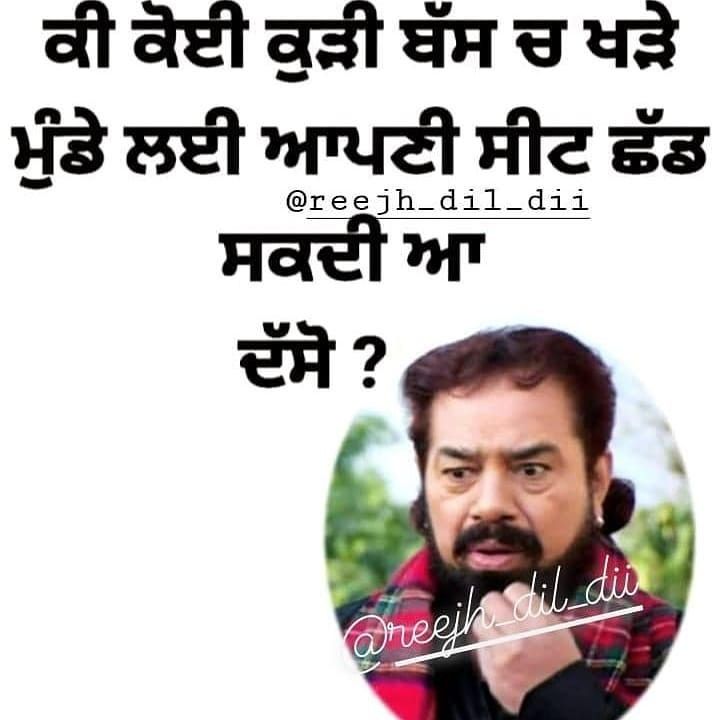 ਕੀ ਕੋਈ ਕੁੜੀ ਬੱਸ ਚ ਖੜੇ
ਮੁੰਡੇ ਲਈ ਆਪਣੀ ਸੀਟ ਛੱਡ
@reejh_dil_dii
ਸਕਦੀ ਆ
ਦੱਸੋ ?
@reejh_dil_dii